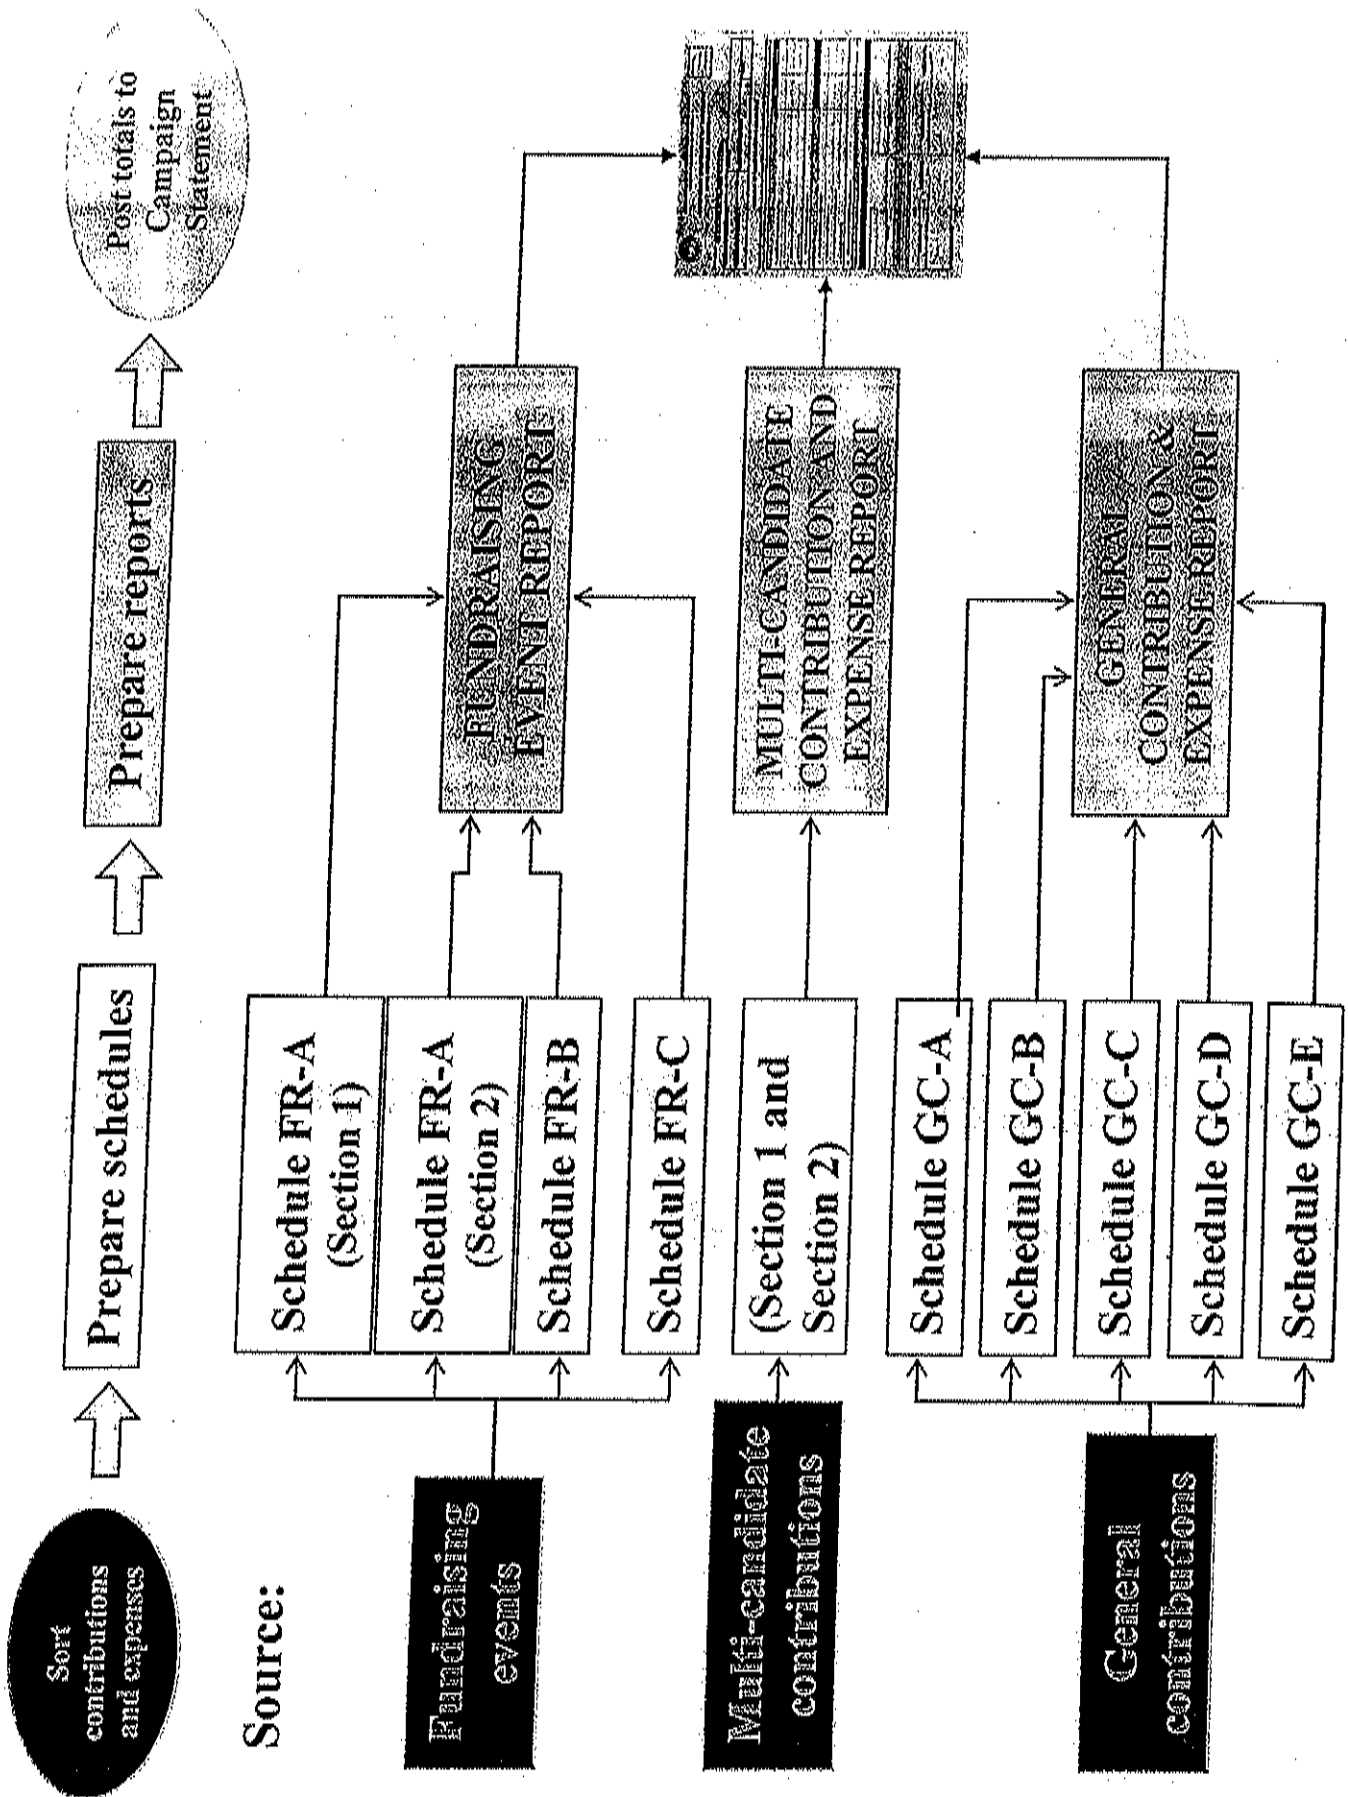 Sort
contributions
and expenses
Prepare schedules
Prepare reports
Post totals to
Campaign
Statement
Source:
Fundraising
events
Schedule FR-A
(Section 1)
Schedule FR-A
(Section 2)
Schedule FR-B
Schedule FR-C
FUNDRAISING
EVENT REPORT
Multi-candidate
contributions
(Section 1 and
Section 2)
MULTI-CANDIDATE
CONTRIBUTION AND
EXPENSE REPORT
General
contributions
Schedule GC-A
Schedule GC-B
Schedule GC-C
Schedule GC-D
Schedule GC-E
GENERAL
CONTRIBUTION &
EXPENSE REPORT